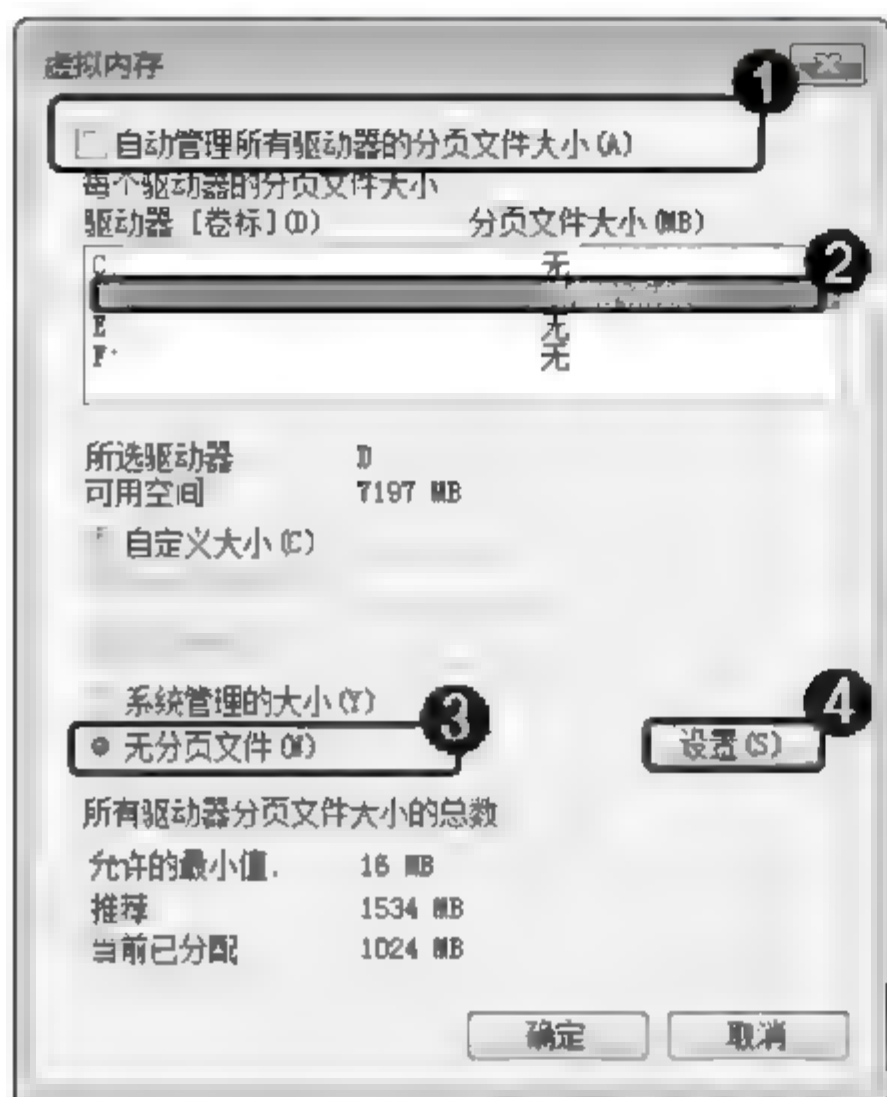 虚拟内存
1
自动管理所有驱动器的分页文件大小(A)
每个驱动器的分页文件大小
驱动器 [卷标](D) 分页文件大小(MB)
C: 无
2
E 无
F: 无
所选驱动器 D
可用空间 7197 MB
自定义大小(C)
系统管理的大小(Y)
3
无分页文件(N)
4
设置(S)
所有驱动器分页文件大小的总数
允许的最小值: 16 MB
推荐 1534 MB
当前已分配 1024 MB
确定 取消